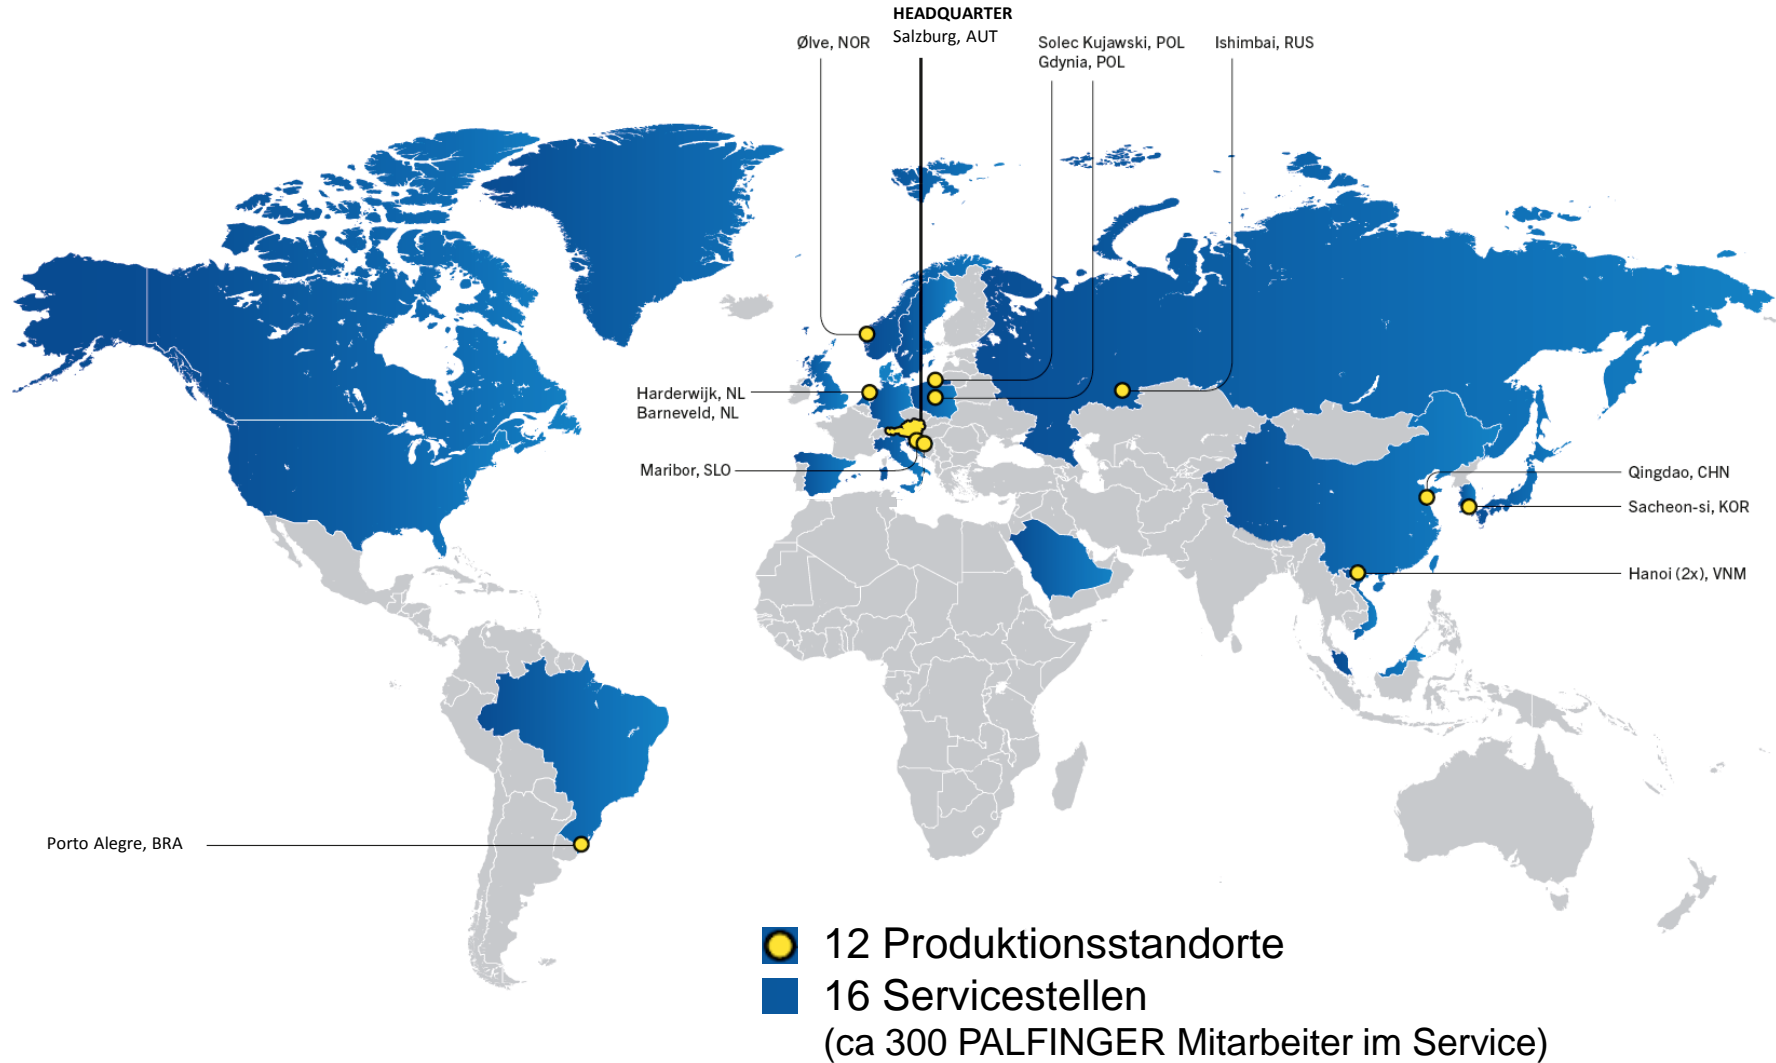 HEADQUARTER
Salzburg, AUT
Ølve, NOR
Solec Kujawski, POL
Gdynia, POL
Ishimbai, RUS
Harderwijk, NL
Barneveld, NL
Maribor, SLO
Qingdao, CHN
Sacheon-si, KOR
Hanoi (2x), VNM
Porto Alegre, BRA
12 Produktionsstandorte
16 Servicestellen
(ca 300 PALFINGER Mitarbeiter im Service)